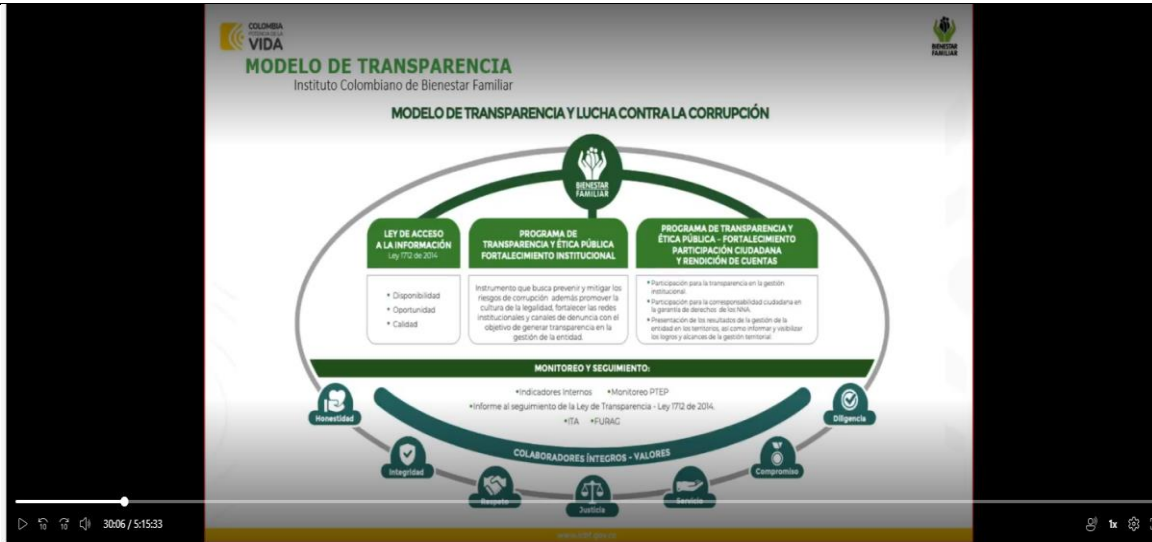 COLOMBIA
POTENCIA DE LA
VIDA
BIENESTAR
FAMILIAR
MODELO DE TRANSPARENCIA
Instituto Colombiano de Bienestar Familiar
MODELO DE TRANSPARENCIA Y LUCHA CONTRA LA CORRUPCIÓN
BIENESTAR
FAMILIAR
LEY DE ACCESO
A LA INFORMACIÓN
Ley 1712 de 2014
• Disponibilidad
• Oportunidad
• Calidad
PROGRAMA DE
TRANSPARENCIA Y ÉTICA PÚBLICA
FORTALECIMIENTO INSTITUCIONAL
Instrumento que busca prevenir y mitigar los
riesgos de corrupción además promover la
cultura de la legalidad, fortalecer las redes
institucionales y canales de denuncia con el
objetivo de generar transparencia en la
gestión de la entidad.
PROGRAMA DE TRANSPARENCIA Y
ÉTICA PÚBLICA – FORTALECIMIENTO
PARTICIPACIÓN CIUDADANA
Y RENDICIÓN DE CUENTAS
• Participación para la transparencia en la gestión
institucional.
• Participación para la corresponsabilidad ciudadana en
la garantía de derechos de los NNA.
• Presentación de los resultados de la gestión de la
entidad en los territorios, así como informar y visibilizar
los logros y alcances de la gestión territorial.
MONITOREO Y SEGUIMIENTO:
•Indicadores Internos •Monitoreo PTEP
•Informe al seguimiento de la Ley de Transparencia - Ley 1712 de 2014.
•ITA •FURAG
COLABORADORES ÍNTEGROS - VALORES
Honestidad
Integridad
Respeto
Justicia
Servicio
Compromiso
Diligencia
www.icbf.gov.co
10
10
30:06 / 5:15:33
1x